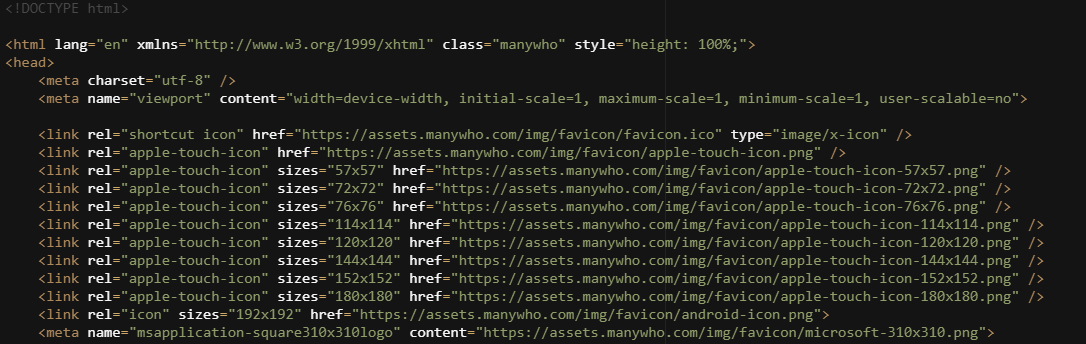 <!DOCTYPE html>
<html lang="en" xmlns="http://www.w3.org/1999/xhtml" class="manywho" style="height: 100%;">
<head>
<meta charset="utf-8" />
<meta name="viewport" content="width=device-width, initial-scale=1, maximum-scale=1, minimum-scale=1, user-scalable=no">
<link rel="shortcut icon" href="https://assets.manywho.com/img/favicon/favicon.ico" type="image/x-icon" />
<link rel="apple-touch-icon" href="https://assets.manywho.com/img/favicon/apple-touch-icon.png" />
<link rel="apple-touch-icon" sizes="57x57" href="https://assets.manywho.com/img/favicon/apple-touch-icon-57x57.png" />
<link rel="apple-touch-icon" sizes="72x72" href="https://assets.manywho.com/img/favicon/apple-touch-icon-72x72.png" />
<link rel="apple-touch-icon" sizes="76x76" href="https://assets.manywho.com/img/favicon/apple-touch-icon-76x76.png" />
<link rel="apple-touch-icon" sizes="114x114" href="https://assets.manywho.com/img/favicon/apple-touch-icon-114x114.png" />
<link rel="apple-touch-icon" sizes="120x120" href="https://assets.manywho.com/img/favicon/apple-touch-icon-120x120.png" />
<link rel="apple-touch-icon" sizes="144x144" href="https://assets.manywho.com/img/favicon/apple-touch-icon-144x144.png" />
<link rel="apple-touch-icon" sizes="152x152" href="https://assets.manywho.com/img/favicon/apple-touch-icon-152x152.png" />
<link rel="apple-touch-icon" sizes="180x180" href="https://assets.manywho.com/img/favicon/apple-touch-icon-180x180.png" />
<link rel="icon" sizes="192x192" href="https://assets.manywho.com/img/favicon/android-icon.png">
<meta name="msapplication-square310x310logo" content="https://assets.manywho.com/img/favicon/microsoft-310x310.png">